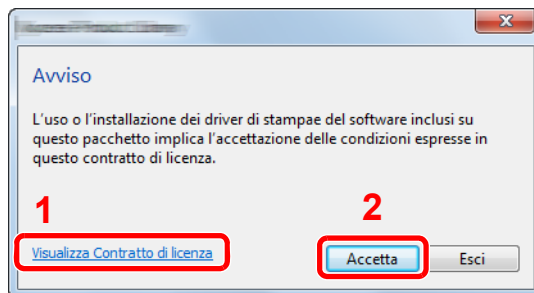 Avviso
L'uso o l'installazione dei driver di stampae del software inclusi su
questo pacchetto implica l'accettazione delle condizioni espresse in
questo contratto di licenza.
1
2
Visualizza Contratto di licenza
Accetta
Esci